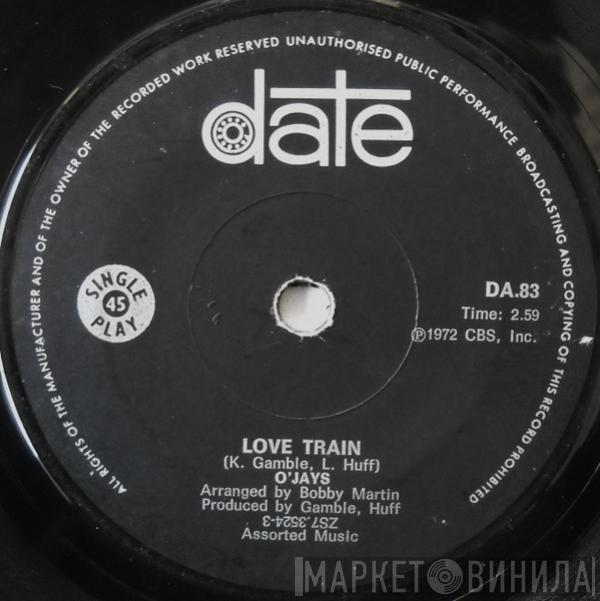 ALL RIGHTS OF THE MANUFACTURER AND OF THE OWNER OF THE RECORDED WORK RESERVED UNAUTHORISED PUBLIC PERFORMANCE BROADCASTING AND COPYING OF THIS RECORD PROHIBITED
date
SINGLE
45
PLAY
DA.83
Time: 2.59
℗1972 CBS, Inc.
LOVE TRAIN
(K. Gamble, L. Huff)
O'JAYS
Arranged by Bobby Martin
Produced by Gamble, Huff
ZS7.3524-3
Assorted Music
МАРКЕТ ВИНИЛА